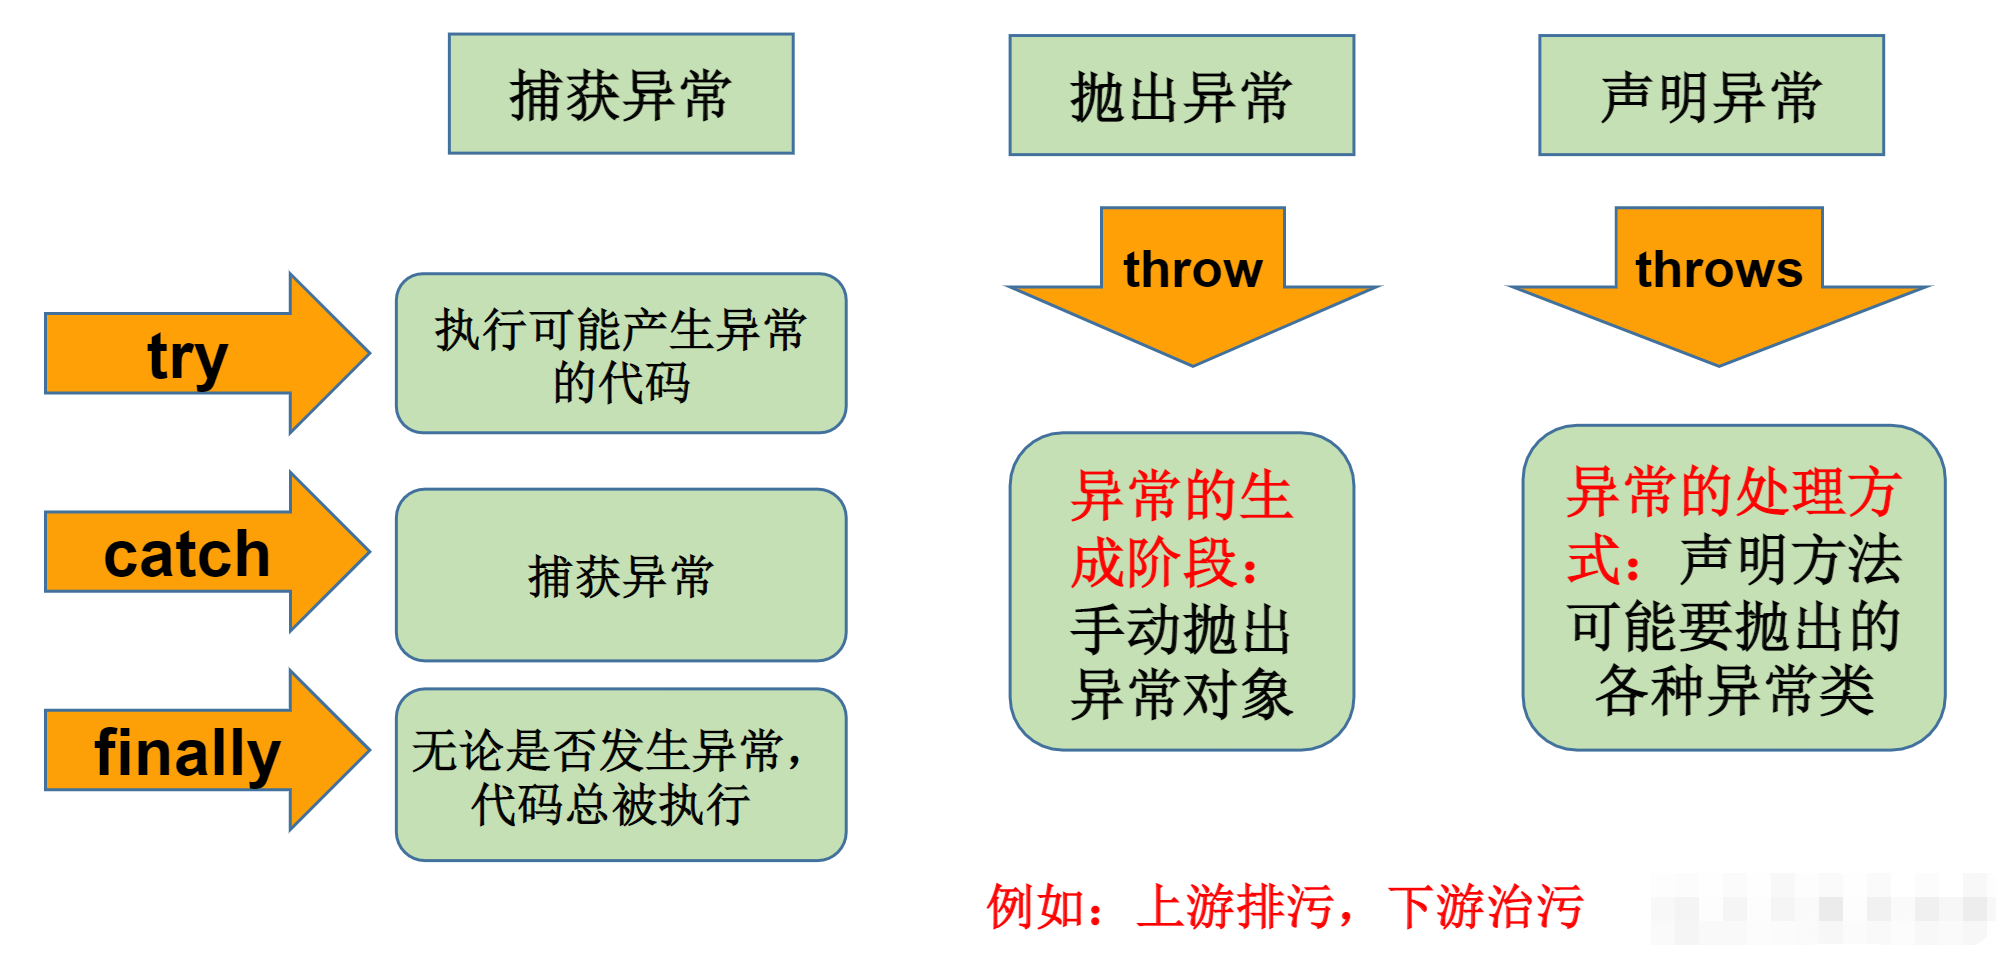 捕获异常
抛出异常
声明异常
try
执行可能产生异常
的代码
catch
捕获异常
finally
无论是否发生异常，
代码总被执行
throw
异常的生
成阶段：
手动抛出
异常对象
throws
异常的处理方
式：声明方法
可能要抛出的
各种异常类
例如：上游排污，下游治污